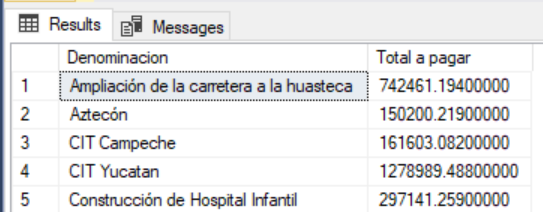 Results Messages
Denominacion Total a pagar
1 Ampliación de la carretera a la huasteca 742461.19400000
2 Aztecón 150200.21900000
3 CIT Campeche 161603.08200000
4 CIT Yucatan 1278989.48800000
5 Construcción de Hospital Infantil 297141.25900000